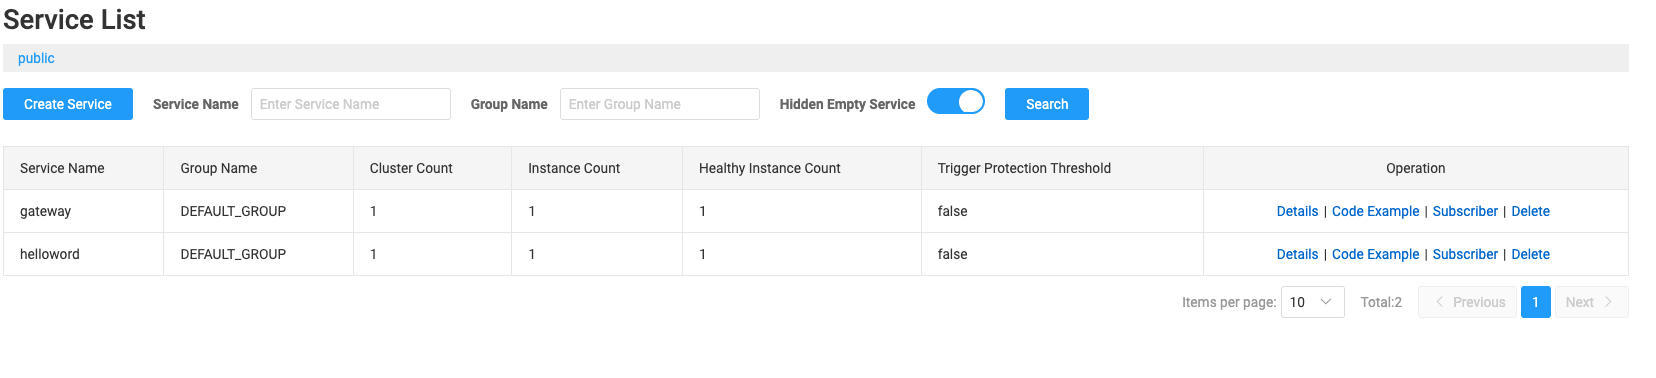 Service List
public
Create Service Service Name Enter Service Name Group Name Enter Group Name Hidden Empty Service Search
Service Name Group Name Cluster Count Instance Count Healthy Instance Count Trigger Protection Threshold Operation
gateway DEFAULT_GROUP 1 1 1 false Details | Code Example | Subscriber | Delete
helloword DEFAULT_GROUP 1 1 1 false Details | Code Example | Subscriber | Delete
Items per page: 10 Total:2 Previous 1 Next